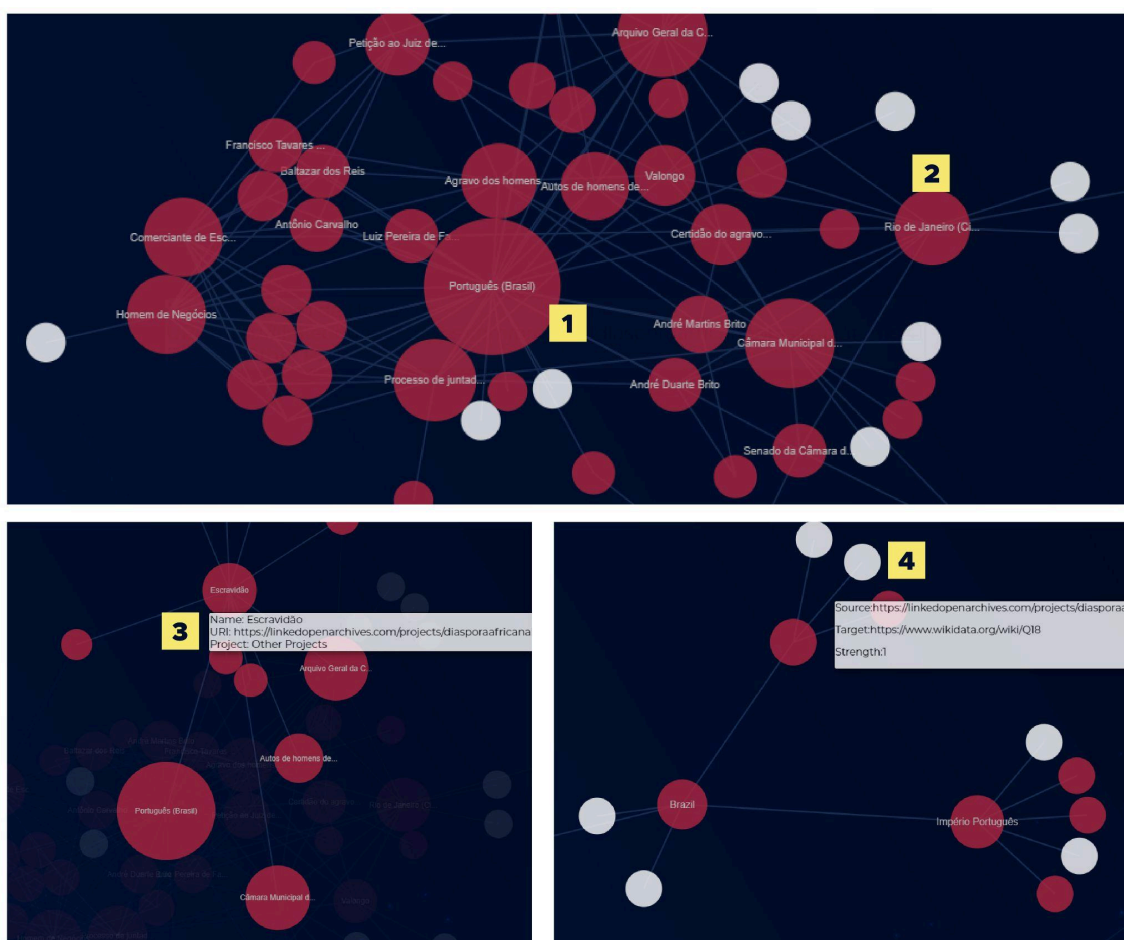 Petição ao Juiz de...
Arquivo Geral da C...
Francisco Tavares ...
Baltazar dos Reis
Agravo dos homens
Autos de homens de...
Valongo
2
Antônio Carvalho
Comerciante de Esc...
Luiz Pereira de Fa...
Certidão do agravo...
Rio de Janeiro (Ci...
Português (Brasil)
1
Homem de Negócios
André Martins Brito
Câmara Municipal d...
Processo de juntad...
André Duarte Brito
Senado da Câmara d...
Escravidão
3
Name: Escravidão
URI: https://linkedopenarchives.com/projects/diasporaafricana
Project: Other Projects
Arquivo Geral da C...
Autos de homens de...
Português (Brasil)
Câmara Municipal d...
Valongo
4
Source:https://linkedopenarchives.com/projects/diasporaa
Target:https://www.wikidata.org/wiki/Q18
Strength:1
Brazil
Império Português